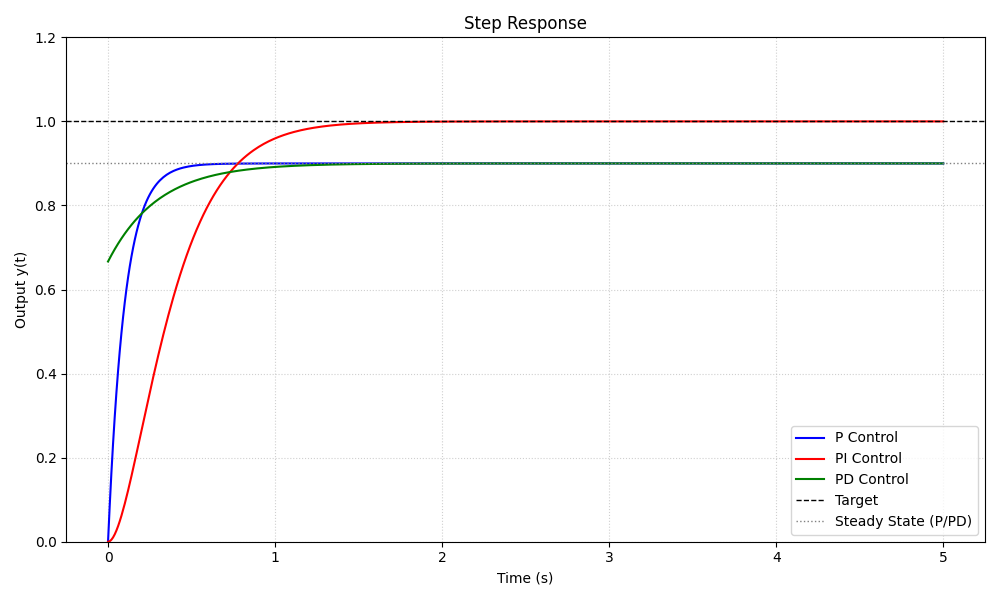 Step Response
1.2
1.0
0.8
0.6
0.4
0.2
0.0
Output y(t)
0 1 2 3 4 5
Time (s)
P Control
PI Control
PD Control
Target
Steady State (P/PD)